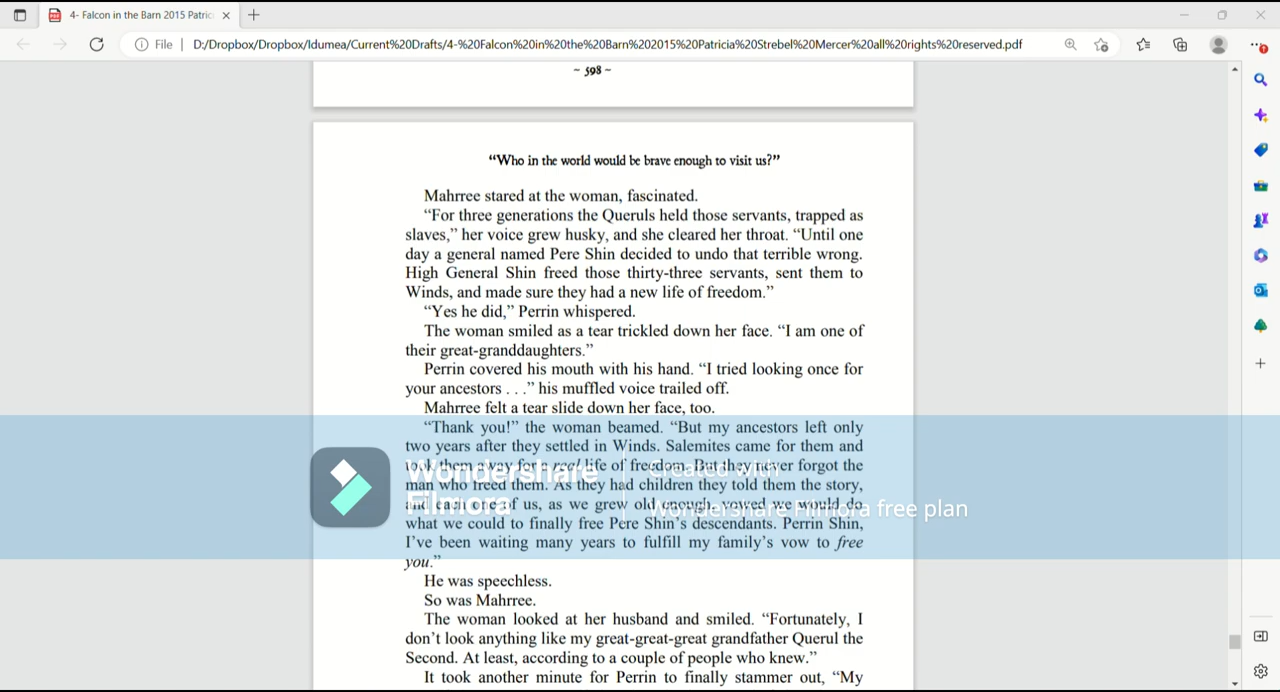 4- Falcon in the Barn 2015 Patric
File
D:/Dropbox/Dropbox/Idumea/Current%20Drafts/4-%20Falcon%20in%20the%20Barn%202015%20Patricia%20Strebel%20Mercer%20all%20rights%20reserved.pdf
~ 598 ~
“Who in the world would be brave enough to visit us?”
Mahrree stared at the woman, fascinated.
“For three generations the Queruls held those servants, trapped as
slaves,” her voice grew husky, and she cleared her throat. “Until one
day a general named Pere Shin decided to undo that terrible wrong.
High General Shin freed those thirty-three servants, sent them to
Winds, and made sure they had a new life of freedom.”
“Yes he did,” Perrin whispered.
The woman smiled as a tear trickled down her face. “I am one of
their great-granddaughters.”
Perrin covered his mouth with his hand. “I tried looking once for
your ancestors . . .” his muffled voice trailed off.
Mahrree felt a tear slide down her face, too.
“Thank you!” the woman beamed. “But my ancestors left only
two years after they settled in Winds. Salemites came for them and
took them away for a real life of freedom. But they never forgot the
man who freed them. As they had children they told them the story,
and each one of us, as we grew old enough, vowed we would do
what we could to finally free Pere Shin’s descendants. Perrin Shin,
I’ve been waiting many years to fulfill my family’s vow to free
you.”
He was speechless.
So was Mahrree.
The woman looked at her husband and smiled. “Fortunately, I
don’t look anything like my great-great-great grandfather Querul the
Second. At least, according to a couple of people who knew.”
It took another minute for Perrin to finally stammer out, “My
Wondershare
Filmora
Created with
Wondershare Filmora free plan